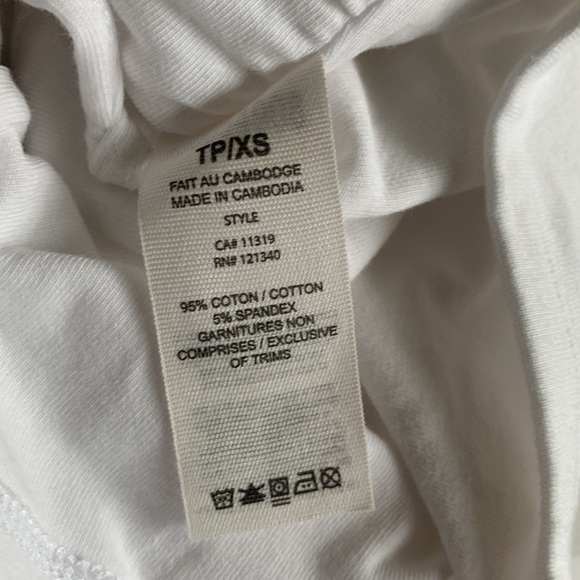 TP/XS
FAIT AU CAMBODGE
MADE IN CAMBODIA
STYLE
CA# 11319
RN# 121340
95% COTON / COTTON
5% SPANDEX
GARNITURES NON
COMPRISES / EXCLUSIVE
OF TRIMS